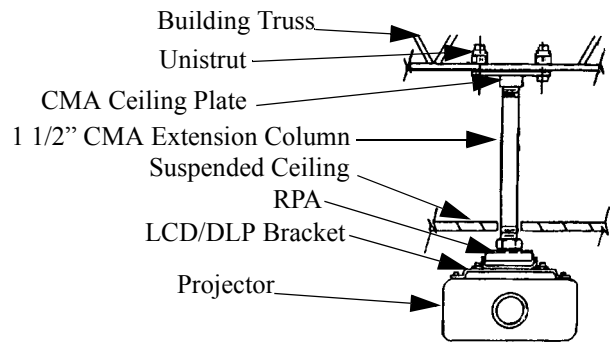 Building Truss
Unistrut
CMA Ceiling Plate
1 1/2” CMA Extension Column
Suspended Ceiling
RPA
LCD/DLP Bracket
Projector